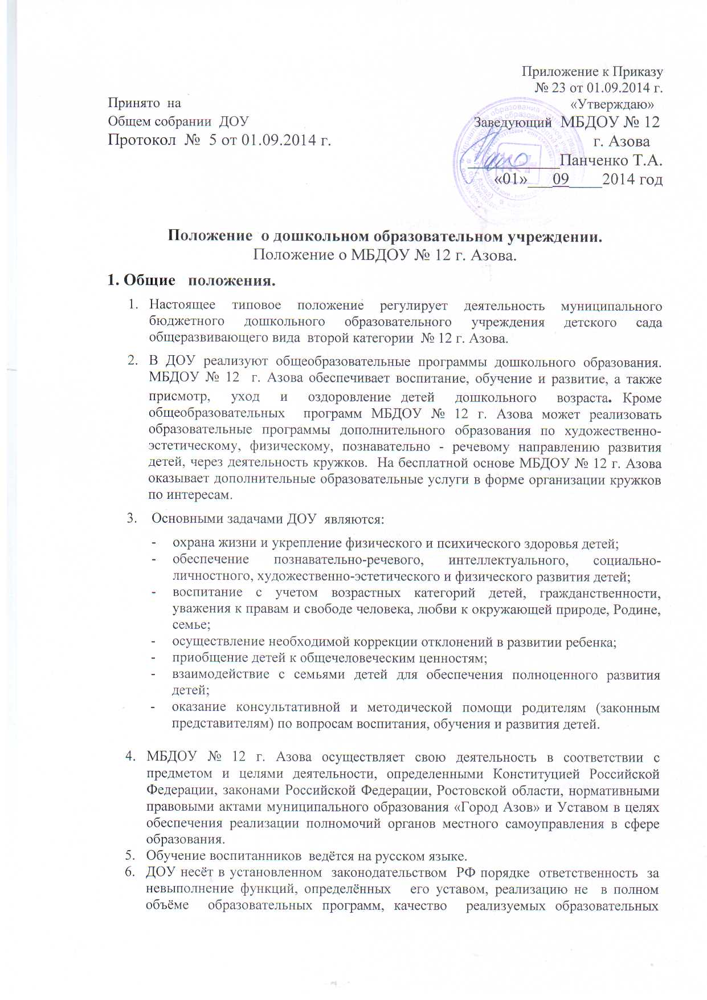 Приложение к Приказу
№ 23 от 01.09.2014 г.
Принято на «Утверждаю»
Общем собрании ДОУ Заведующий МБДОУ № 12
Протокол № 5 от 01.09.2014 г. г. Азова
____________Панченко Т.А.
«01»___09____2014 год
Положение о дошкольном образовательном учреждении.
Положение о МБДОУ № 12 г. Азова.
1. Общие положения.
1. Настоящее типовое положение регулирует деятельность муниципального
бюджетного дошкольного образовательного учреждения детского сада
общеразвивающего вида второй категории № 12 г. Азова.
2. В ДОУ реализуют общеобразовательные программы дошкольного образования.
МБДОУ № 12 г. Азова обеспечивает воспитание, обучение и развитие, а также
присмотр, уход и оздоровление детей дошкольного возраста. Кроме
общеобразовательных программ МБДОУ № 12 г. Азова может реализовать
образовательные программы дополнительного образования по художественно-
эстетическому, физическому, познавательно - речевому направлению развития
детей, через деятельность кружков. На бесплатной основе МБДОУ № 12 г. Азова
оказывает дополнительные образовательные услуги в форме организации кружков
по интересам.
3. Основными задачами ДОУ являются:
- охрана жизни и укрепление физического и психического здоровья детей;
- обеспечение познавательно-речевого, интеллектуального, социально-
личностного, художественно-эстетического и физического развития детей;
- воспитание с учетом возрастных категорий детей, гражданственности,
уважения к правам и свободе человека, любви к окружающей природе, Родине,
семье;
- осуществление необходимой коррекции отклонений в развитии ребенка;
- приобщение детей к общечеловеческим ценностям;
- взаимодействие с семьями детей для обеспечения полноценного развития
детей;
- оказание консультативной и методической помощи родителям (законным
представителям) по вопросам воспитания, обучения и развития детей.
4. МБДОУ № 12 г. Азова осуществляет свою деятельность в соответствии с
предметом и целями деятельности, определенными Конституцией Российской
Федерации, законами Российской Федерации, Ростовской области, нормативными
правовыми актами муниципального образования «Город Азов» и Уставом в целях
обеспечения реализации полномочий органов местного самоуправления в сфере
образования.
5. Обучение воспитанников ведётся на русском языке.
6. ДОУ несёт в установленном законодательством РФ порядке ответственность за
невыполнение функций, определённых его уставом, реализацию не в полном
объёме образовательных программ, качество реализуемых образовательных